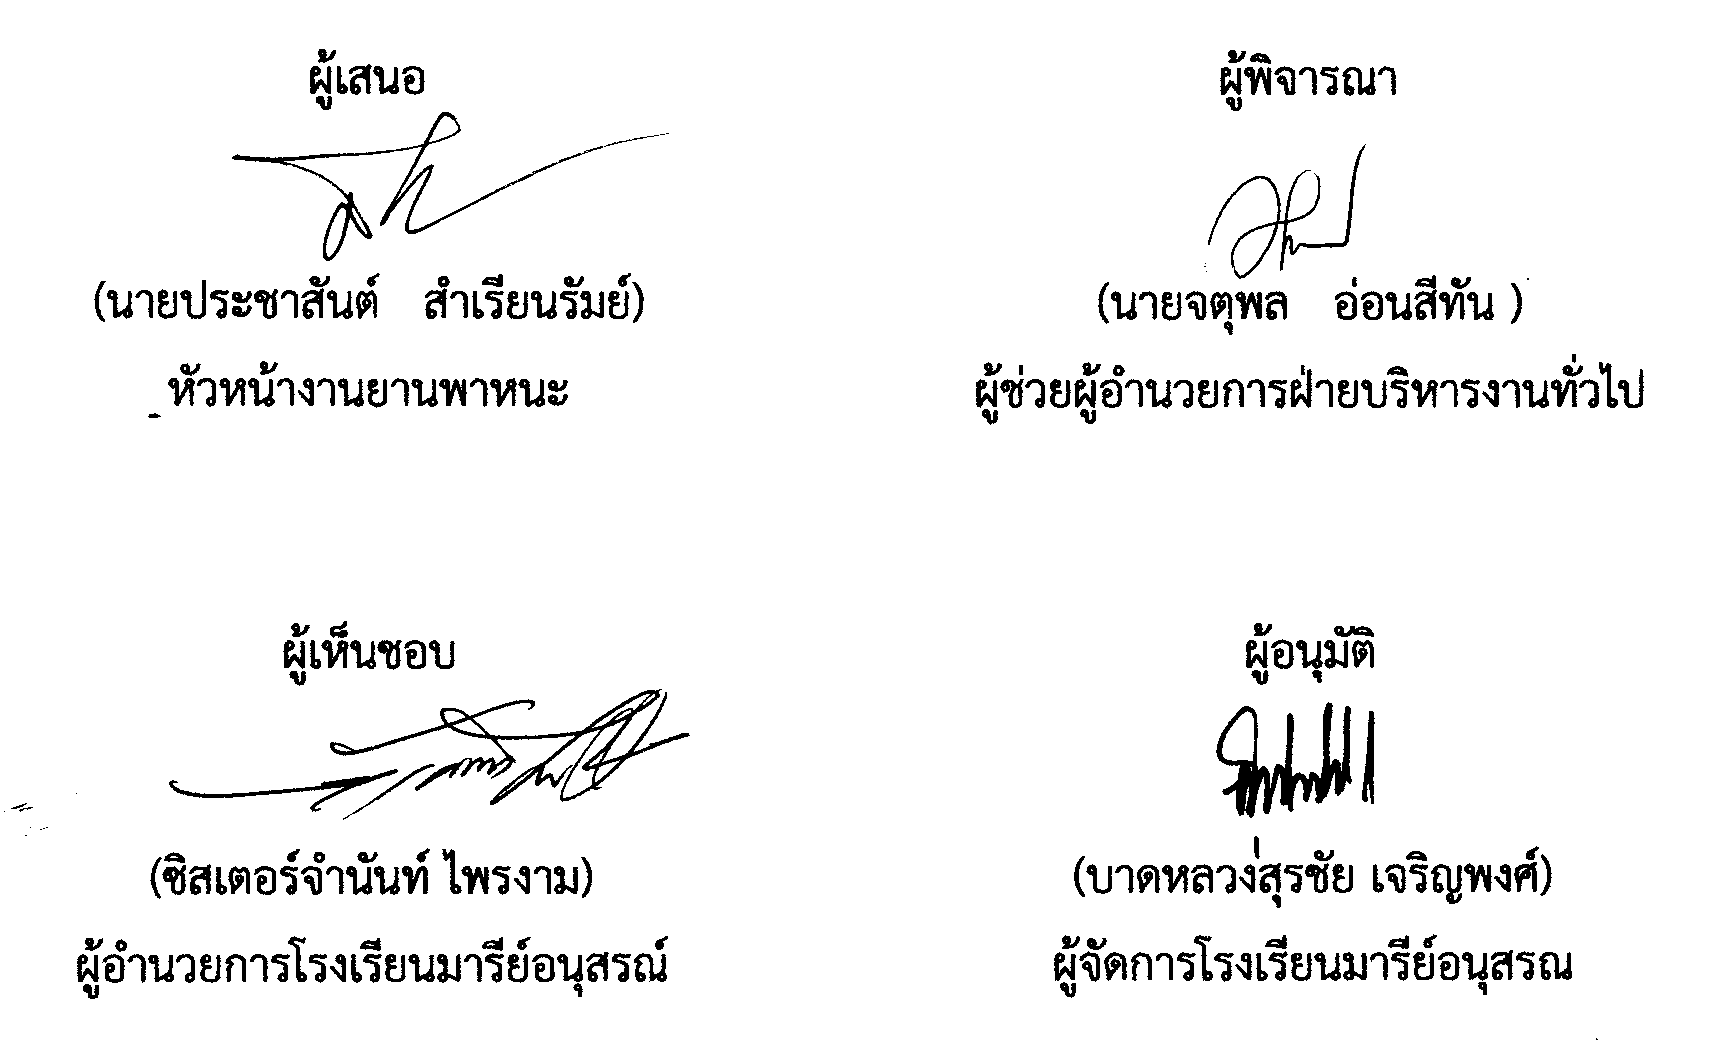 ผู้เสนอ
(นายประชาสันต์ สำเรียนรัมย์)
หัวหน้างานยานพาหนะ
ผู้พิจารณา
(นายจตุพล อ่อนสีทัน )
ผู้ช่วยผู้อำนวยการฝ่ายบริหารงานทั่วไป
ผู้เห็นชอบ
(ซิสเตอร์จำนันท์ ไพรงาม)
ผู้อำนวยการโรงเรียนมารีย์อนุสรณ์
ผู้อนุมัติ
(บาดหลวงสุรชัย เจริญพงศ์)
ผู้จัดการโรงเรียนมารีย์อนุสรณ